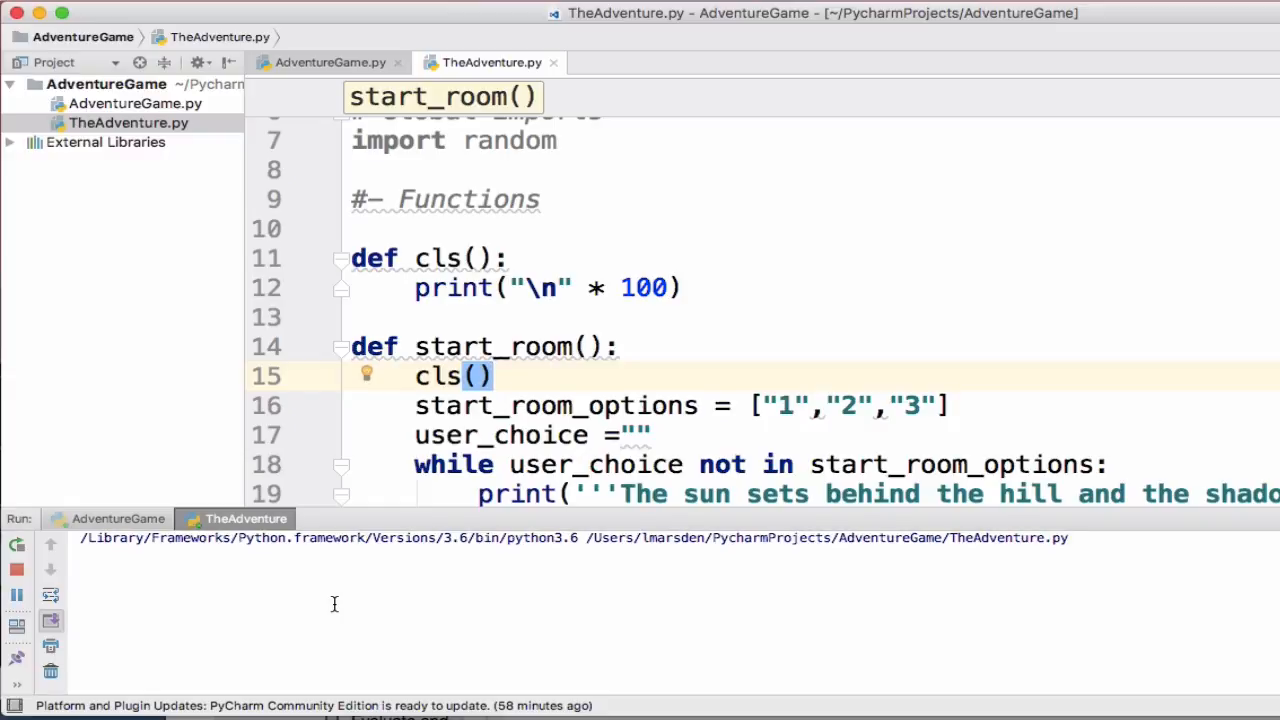 TheAdventure.py - AdventureGame - [~/PycharmProjects/AdventureGame]
AdventureGame TheAdventure.py
Project AdventureGame.py TheAdventure.py
AdventureGame ~/Pycharm
AdventureGame.py
TheAdventure.py
External Libraries
start_room()
6 # Global Imports
7 import random
8
9 #- Functions
10
11 def cls():
12 print("\n" * 100)
13
14 def start_room():
15 cls()
16 start_room_options = ["1","2","3"]
17 user_choice =""
18 while user_choice not in start_room_options:
19 print('''The sun sets behind the hill and the shado
Run: AdventureGame TheAdventure
/Library/Frameworks/Python.framework/Versions/3.6/bin/python3.6 /Users/lmarsden/PycharmProjects/AdventureGame/TheAdventure.py
Platform and Plugin Updates: PyCharm Community Edition is ready to update. (58 minutes ago)